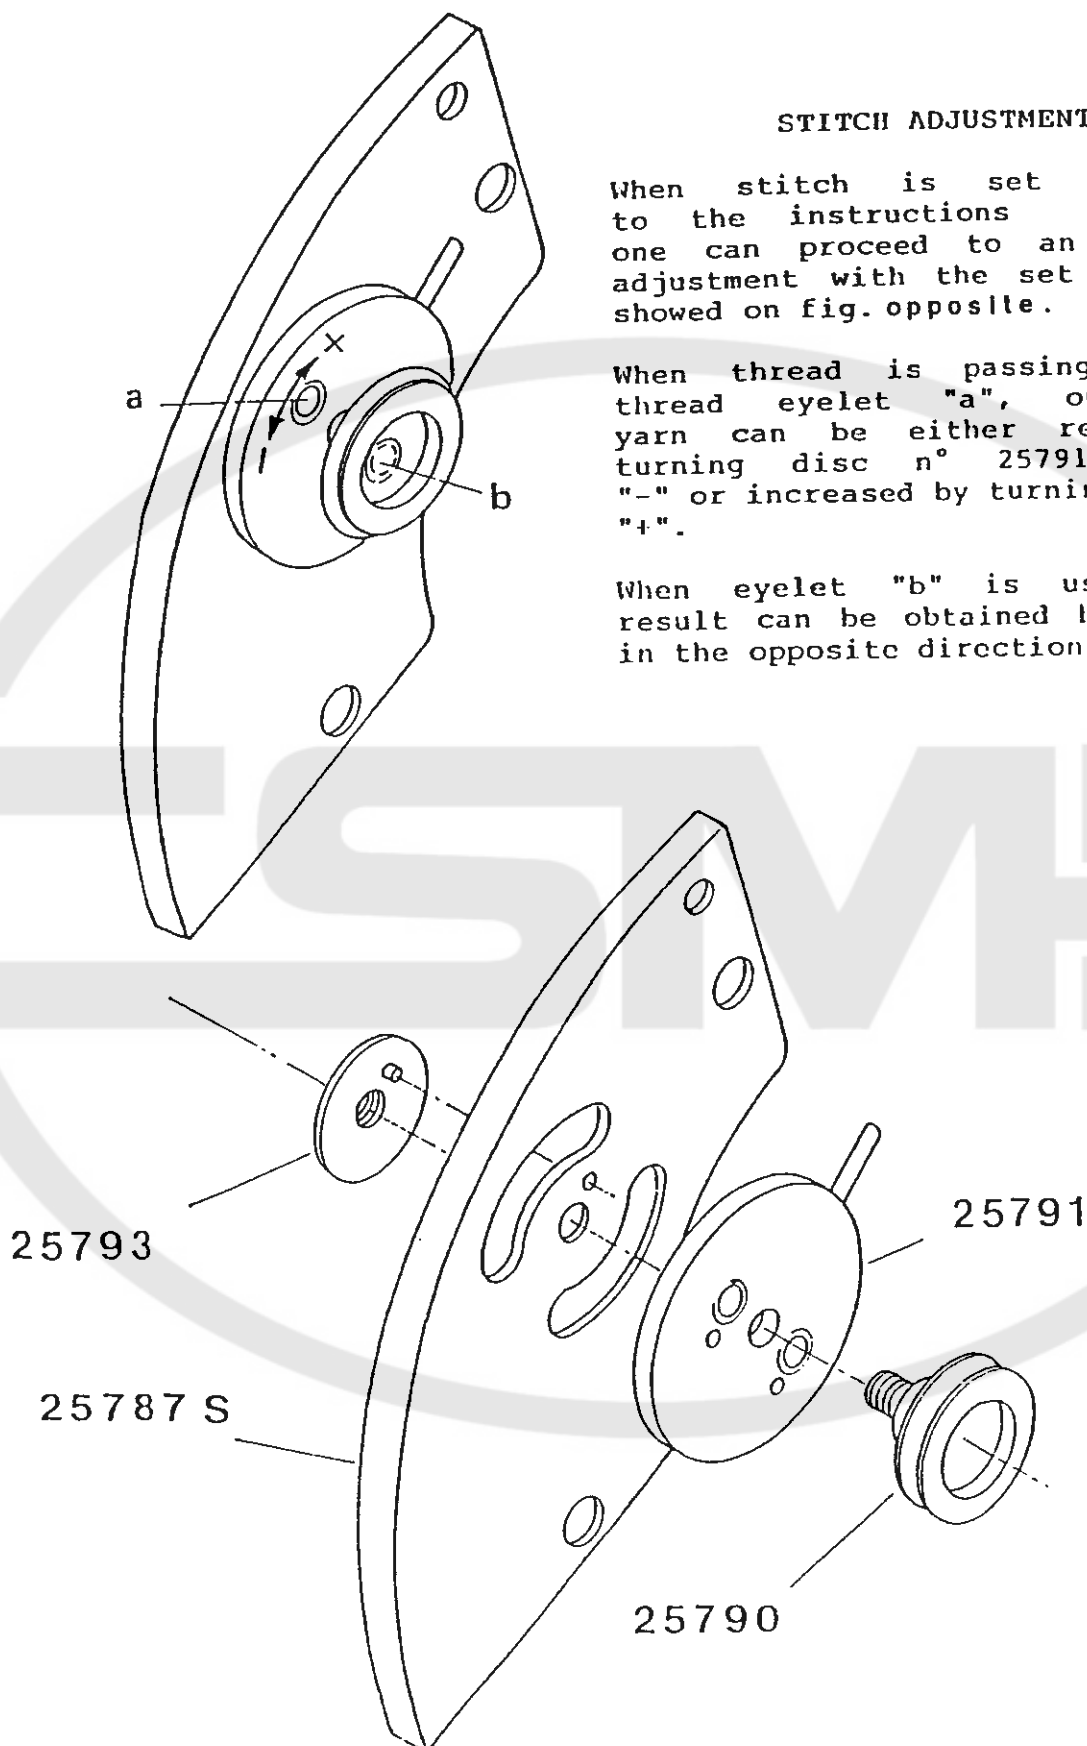 STITCH ADJUSTMENT
When stitch is set
to the instructions
one can proceed to an
adjustment with the set
showed on fig. opposite.
When thread is passing
thread eyelet "a",
yarn can be either
turning disc n° 25791
"-" or increased by
"+".
When eyelet "b" is
result can be obtained
in the opposite direction
a
b
+
-
25793
25791
25787 S
25790